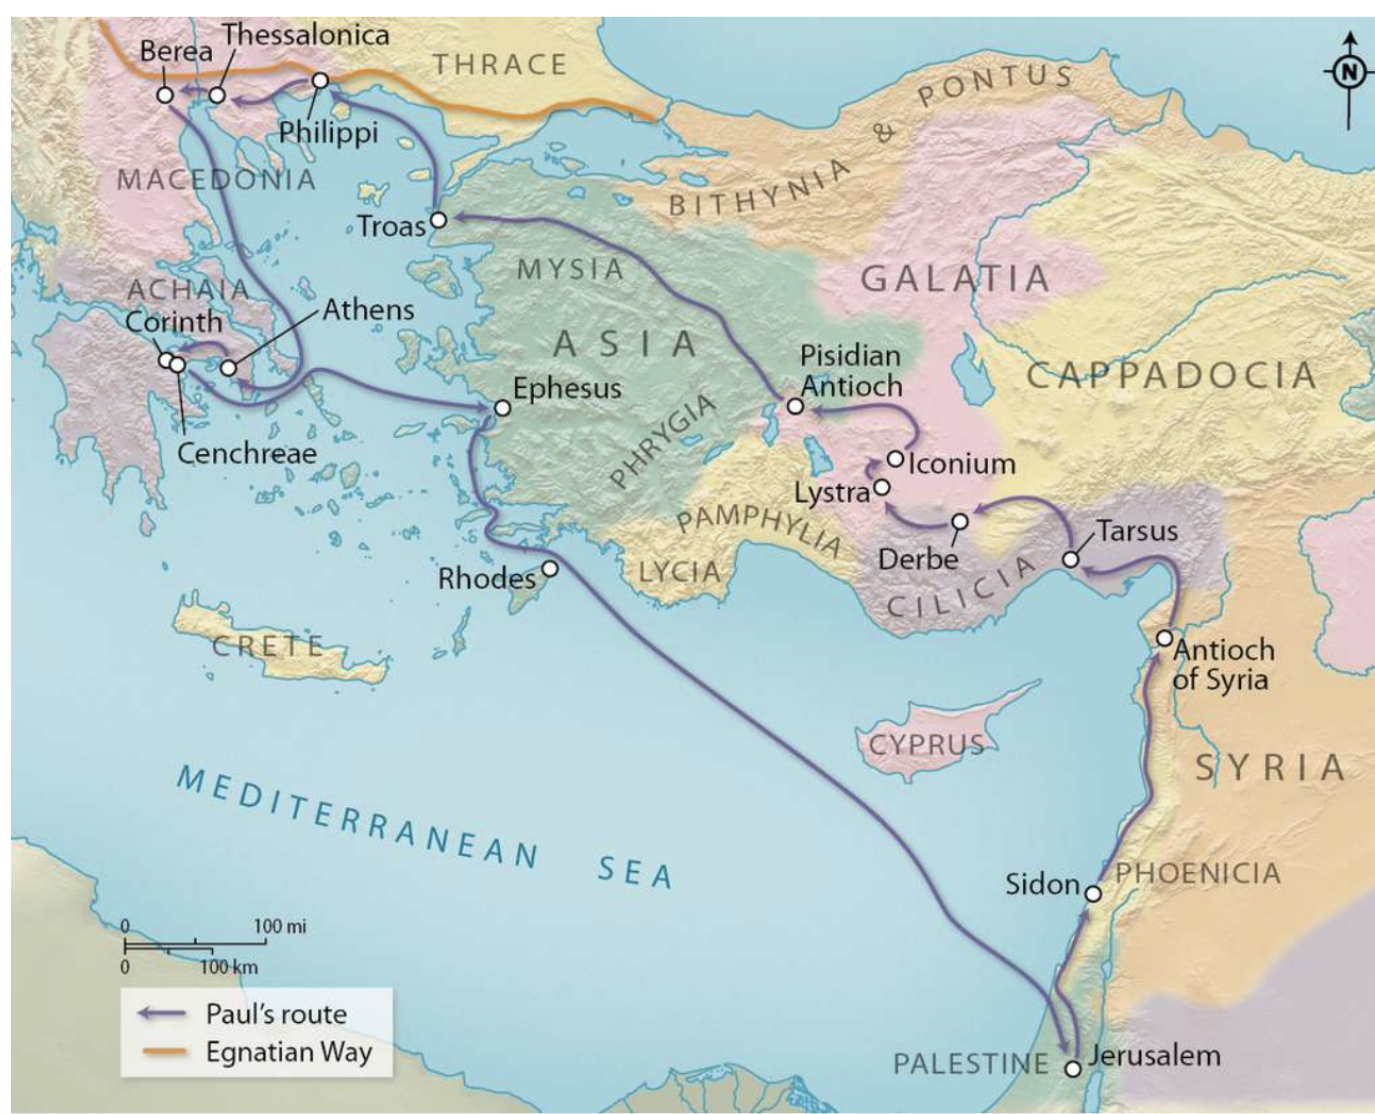 Thessalonica
Berea
THRACE
N
PONTUS
&
BITHYNIA
Philippi
MACEDONIA
Troas
MYSIA
GALATIA
ACHAIA
Corinth
Athens
ASIA
Pisidian
Antioch
CAPPADOCIA
Ephesus
PHRYGIA
Cenchreae
Iconium
Lystra
PAMPHYLIA
Tarsus
Derbe
LYCIA
Rhodes
CILICIA
CRETE
Antioch
of Syria
CYPRUS
SYRIA
MEDITERRANEAN SEA
PHOENICIA
Sidon
0 100 mi
0 100 km
Paul's route
Egnatian Way
PALESTINE
Jerusalem